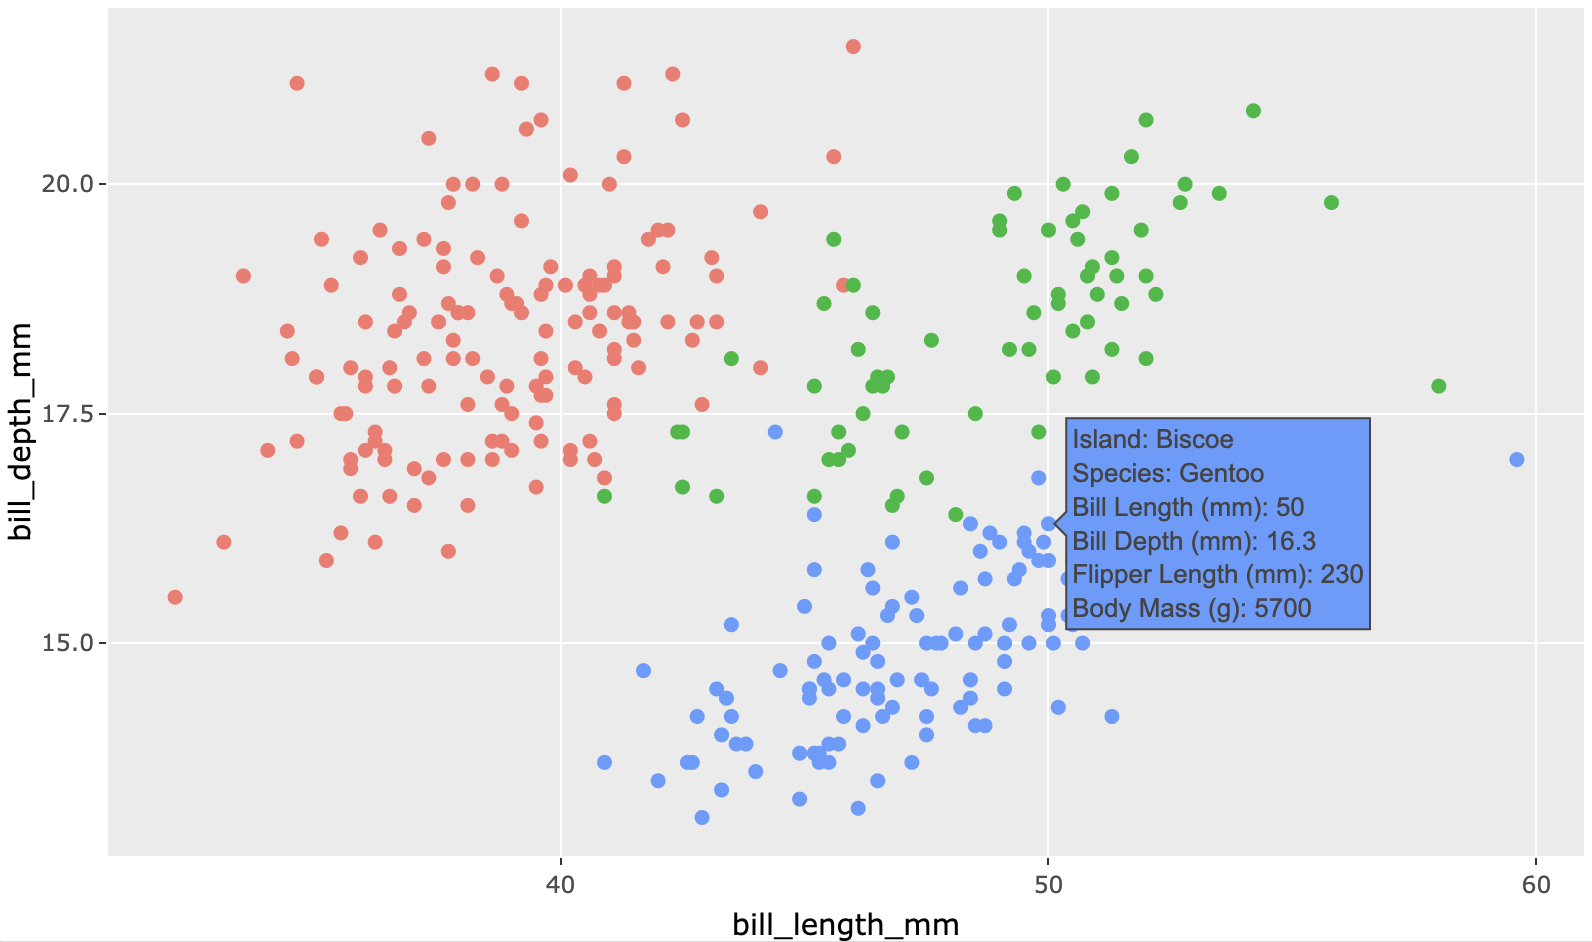 20.0
17.5
15.0
bill_depth_mm
Island: Biscoe
Species: Gentoo
Bill Length (mm): 50
Bill Depth (mm): 16.3
Flipper Length (mm): 230
Body Mass (g): 5700
40
50
60
bill_length_mm